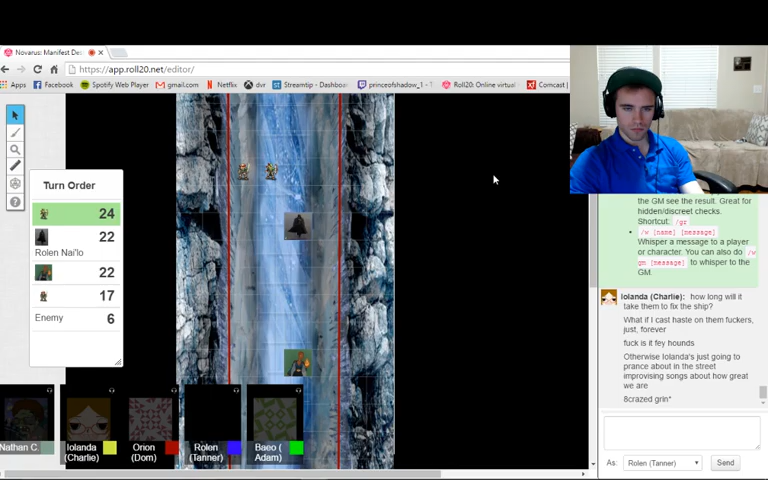 Novarus: Manifest De
https://app.roll20.net/editor/
Apps Facebook Spotify Web Player gmail.com Netflix dvr Streamtip - Dashboa princeofshadow_1 - T Roll20: Online virtual Comcast
Turn Order
24
22
Rolen Nai'lo
22
17
Enemy 6
the GM see the result. Great for
hidden/discreet checks.
Shortcut: /gr
/w [name] [message]
Whisper a message to a player
or character. You can also do /w
gm [message] to whisper to the
GM.
Iolanda (Charlie): how long will it
take them to fix the ship?
What if I cast haste on them fuckers,
just, forever
fuck is it fey hounds
Otherwise Iolanda's just going to
prance about in the street
improvising songs about how great
we are
8crazed grin*
Nathan C.
Iolanda
(Charlie)
Orion
(Dom)
Rolen
(Tanner)
Baeo (
Adam)
As: Rolen (Tanner) Send